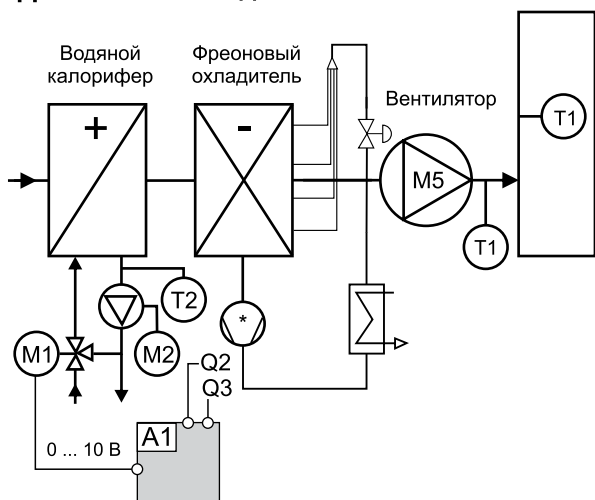 Водяной
калорифер
Фреоновый
охладитель
Вентилятор
+
-
T1
M5
T1
T2
*
M1
M2
Q2
Q3
A1
0 ... 10 В